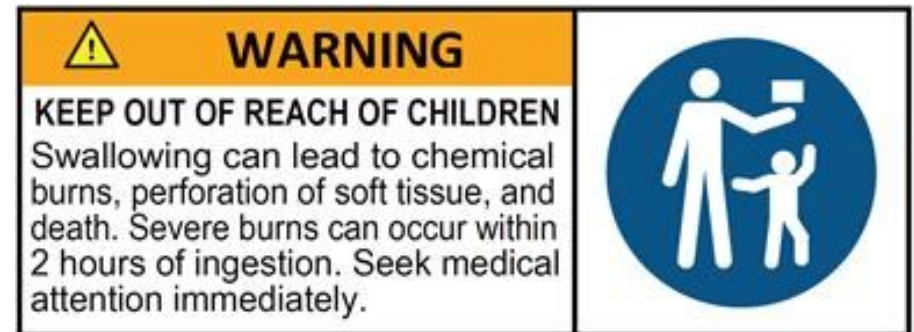 WARNING
KEEP OUT OF REACH OF CHILDREN
Swallowing can lead to chemical
burns, perforation of soft tissue, and
death. Severe burns can occur within
2 hours of ingestion. Seek medical
attention immediately.